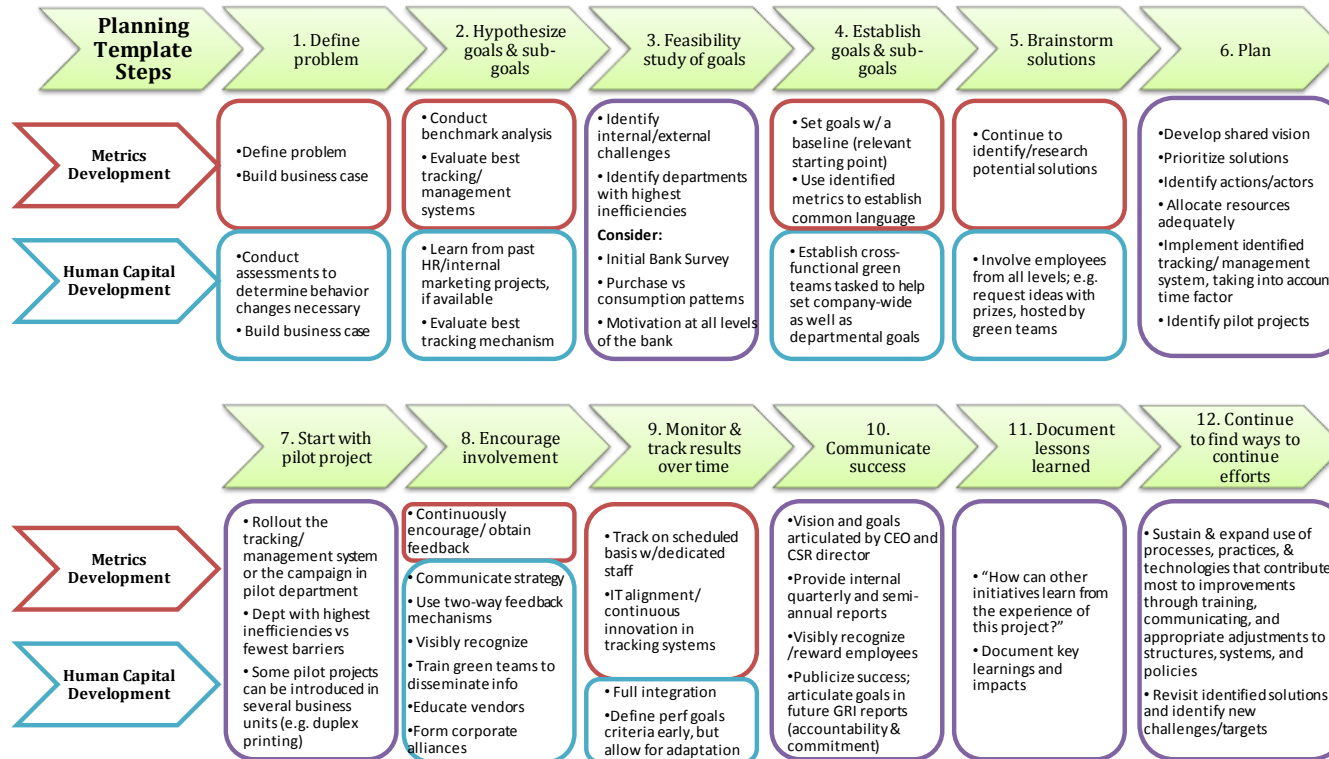 Planning
Template
Steps
1. Define
problem
2. Hypothesize
goals & sub-
goals
3. Feasibility
study of goals
4. Establish
goals & sub-
goals
5. Brainstorm
solutions
6. Plan
Metrics
Development
•Define problem
•Build business case
•Conduct
benchmark analysis
•Evaluate best
tracking/
management
systems
•Identify
internal/external
challenges
•Identify departments
with highest
inefficiencies
Consider:
•Initial Bank Survey
•Purchase vs
consumption patterns
•Motivation at all levels
of the bank
•Set goals w/ a
baseline (relevant
starting point)
•Use identified
metrics to establish
common language
•Continue to
identify/research
potential solutions
•Develop shared vision
•Prioritize solutions
•Identify actions/actors
•Allocate resources
adequately
•Implement identified
tracking/ management
system, taking into account
time factor
•Identify pilot projects
Human Capital
Development
•Conduct
assessments to
determine behavior
changes necessary
•Build business case
•Learn from past
HR/internal
marketing projects,
if available
•Evaluate best
tracking mechanism
•Establish cross-
functional green
teams tasked to help
set company-wide
as well as
departmental goals
•Involve employees
from all levels; e.g.
request ideas with
prizes, hosted by
green teams
7. Start with
pilot project
8. Encourage
involvement
9. Monitor &
track results
over time
10.
Communicate
success
11. Document
lessons
learned
12. Continue
to find ways to
continue
efforts
Metrics
Development
•Rollout the
tracking/
management system
or the campaign in
pilot department
•Dept with highest
inefficiencies vs
fewest barriers
•Some pilot projects
can be introduced in
several business
units (e.g. duplex
printing)
•Continuously
encourage/ obtain
feedback
•Track on scheduled
basis w/dedicated
staff
•IT alignment/
continuous
innovation in
tracking systems
•Vision and goals
articulated by CEO and
CSR director
•Provide internal
quarterly and semi-
annual reports
•Visibly recognize
/reward employees
•Publicize success;
articulate goals in
future GRI reports
(accountability &
commitment)
•"How can other
initiatives learn from
the experience of
this project?"
•Document key
learnings and
impacts
•Sustain & expand use of
processes, practices, &
technologies that contribute
most to improvements
through training,
communicating, and
appropriate adjustments to
structures, systems, and
policies
•Revisit identified solutions
and identify new
challenges/targets
Human Capital
Development
•Communicate strategy
•Use two-way feedback
mechanisms
•Visibly recognize
•Train green teams to
disseminate info
•Educate vendors
•Form corporate
alliances
•Full integration
•Define perf goals
criteria early, but
allow for adaptation